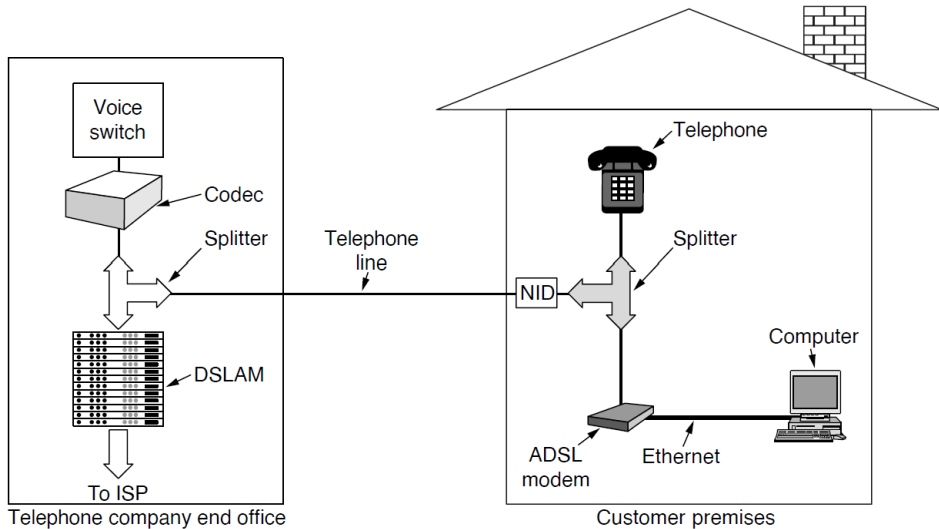 Voice
switch
Codec
Splitter
Telephone
line
To ISP
DSLAM
Telephone company end office
Telephone
Splitter
NID
Computer
ADSL
modem
Ethernet
Customer premises